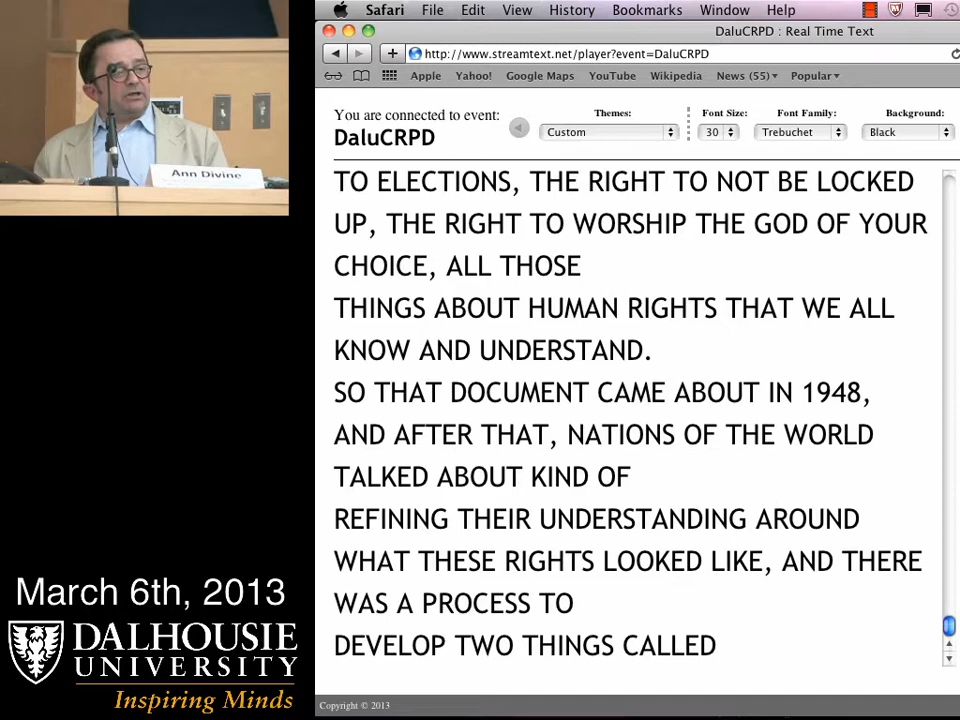 Safari File Edit View History Bookmarks Window Help
DaluCRPD : Real Time Text
http://www.streamtext.net/player?event=DaluCRPD
Apple Yahoo! Google Maps YouTube Wikipedia News (55) Popular
You are connected to event:
DaluCRPD
Themes: Font Size: Font Family: Background:
Custom 30 Trebuchet Black
TO ELECTIONS, THE RIGHT TO NOT BE LOCKED
UP, THE RIGHT TO WORSHIP THE GOD OF YOUR
CHOICE, ALL THOSE
THINGS ABOUT HUMAN RIGHTS THAT WE ALL
KNOW AND UNDERSTAND.
SO THAT DOCUMENT CAME ABOUT IN 1948,
AND AFTER THAT, NATIONS OF THE WORLD
TALKED ABOUT KIND OF
REFINING THEIR UNDERSTANDING AROUND
WHAT THESE RIGHTS LOOKED LIKE, AND THERE
WAS A PROCESS TO
DEVELOP TWO THINGS CALLED
Copyright © 2013
Ann Divine
March 6th, 2013
DALHOUSIE
UNIVERSITY
Inspiring Minds